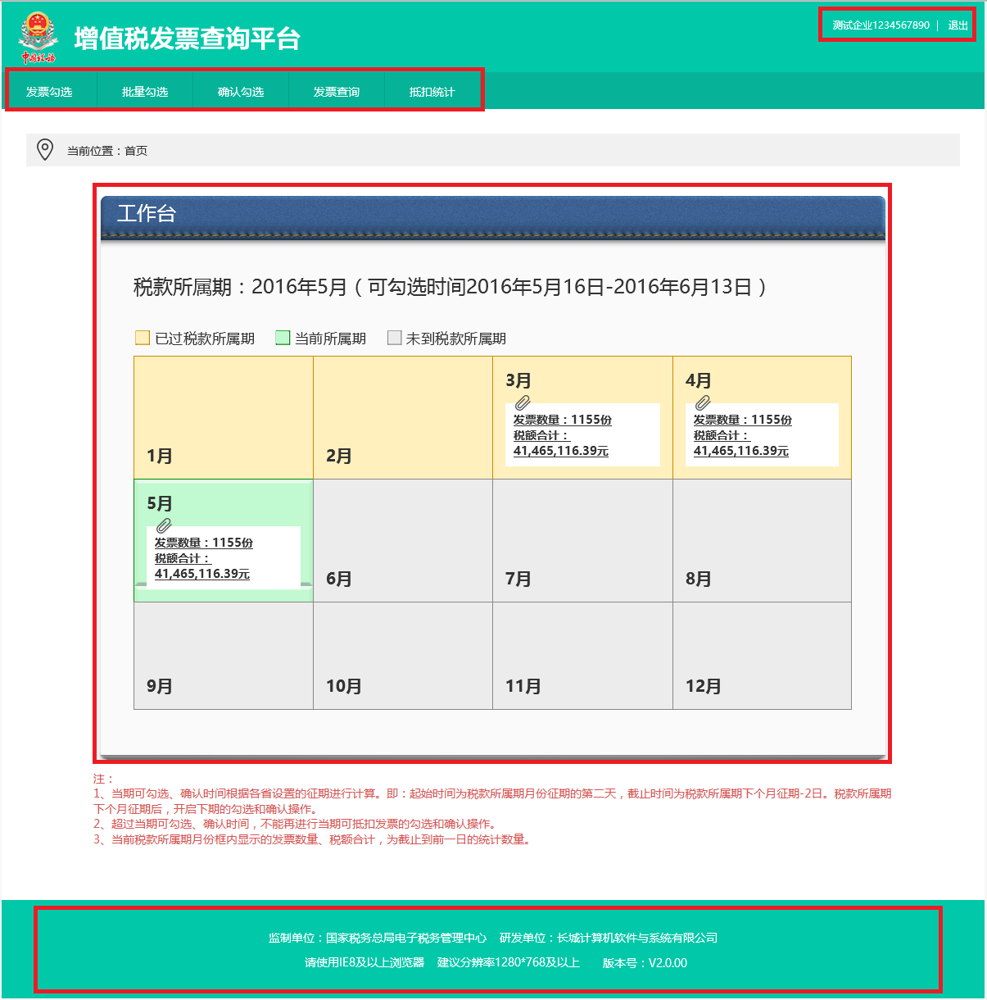 增值税发票查询平台
测试企业1234567890 | 退出
中国税务
发票勾选 批量勾选 确认勾选 发票查询 抵扣统计
当前位置：首页
工作台
税款所属期：2016年5月（可勾选时间2016年5月16日-2016年6月13日）
已过税款所属期 当前所属期 未到税款所属期
1月
2月
3月
发票数量：1155份
税额合计：
41,465,116.39元
4月
发票数量：1155份
税额合计：
41,465,116.39元
5月
发票数量：1155份
税额合计：
41,465,116.39元
6月
7月
8月
9月
10月
11月
12月
注：
1、当期可勾选、确认时间根据各省设置的征期进行计算。即：起始时间为税款所属期月份征期的第二天，截止时间为税款所属期下个月征期-2日。税款所属期
下个月征期后，开启下期的勾选和确认操作。
2、超过当期可勾选、确认时间，不能再进行当期可抵扣发票的勾选和确认操作。
3、当前税款所属期月份框内显示的发票数量、税额合计，为截止到前一日的统计数量。
监制单位：国家税务总局电子税务管理中心 研发单位：长城计算机软件与系统有限公司
请使用IE8及以上浏览器 建议分辨率1280*768及以上 版本号：V2.0.00